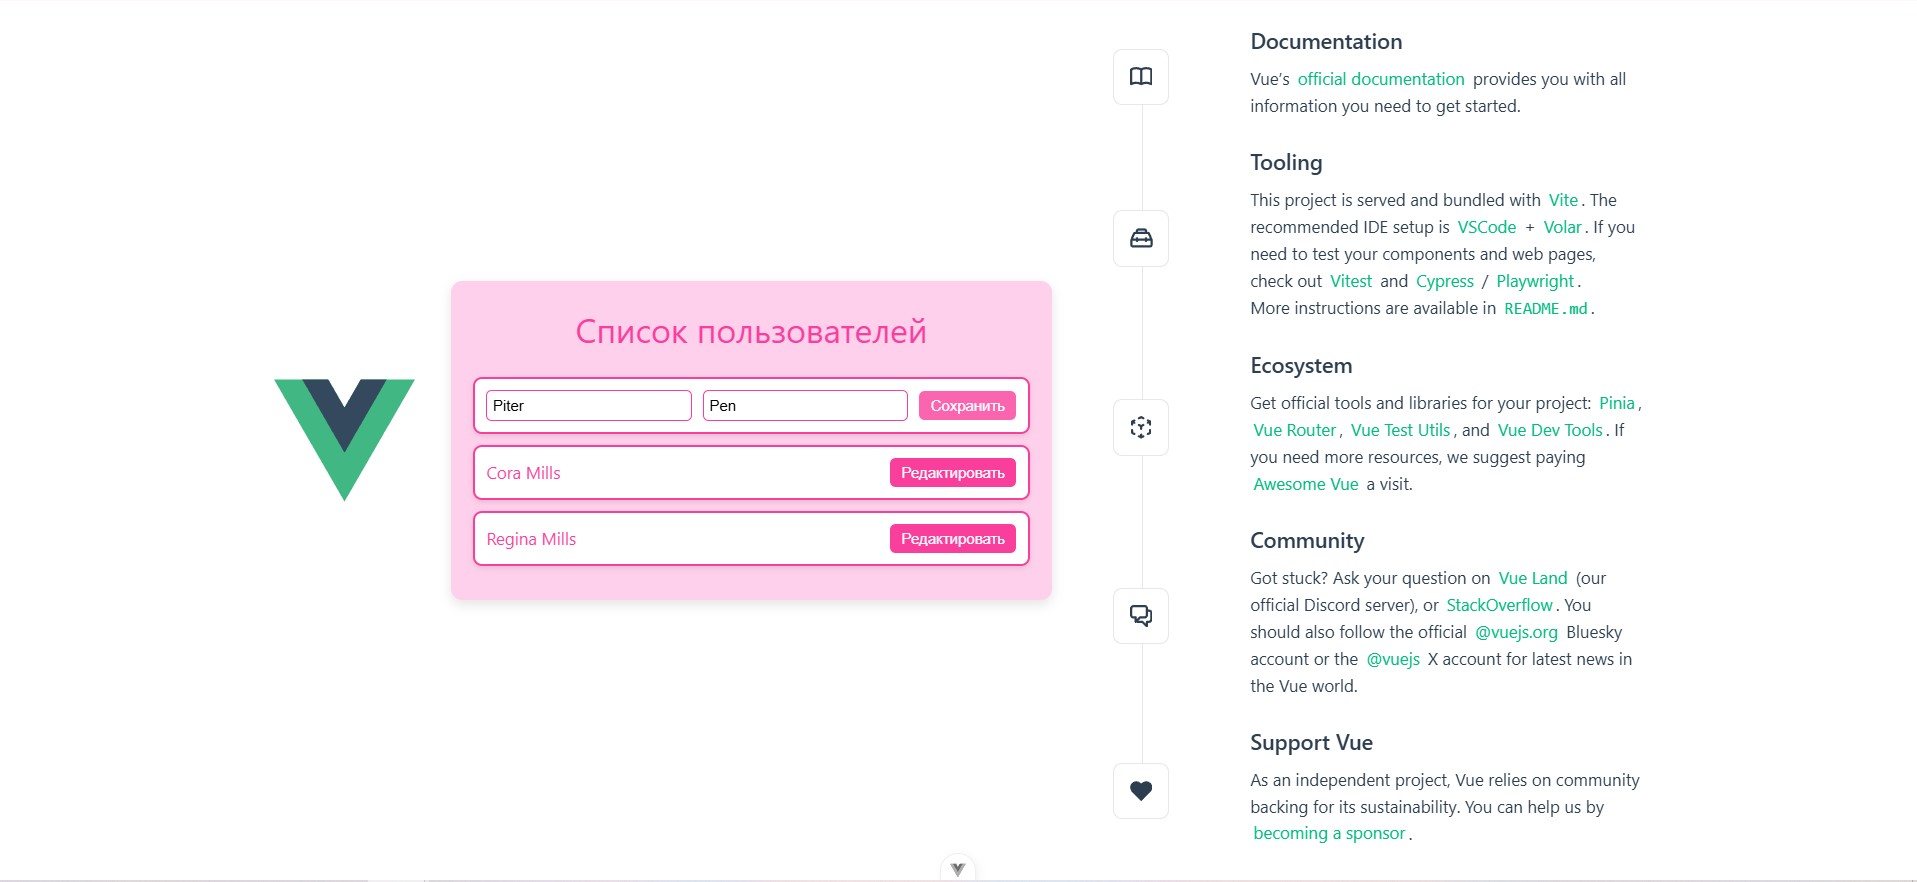 Список пользователей
Piter
Pen
Сохранить
Cora Mills
Редактировать
Regina Mills
Редактировать
Documentation
Vue’s official documentation provides you with all
information you need to get started.
Tooling
This project is served and bundled with Vite. The
recommended IDE setup is VSCode + Volar. If you
need to test your components and web pages,
check out Vitest and Cypress / Playwright.
More instructions are available in README.md.
Ecosystem
Get official tools and libraries for your project: Pinia,
Vue Router, Vue Test Utils, and Vue Dev Tools. If
you need more resources, we suggest paying
Awesome Vue a visit.
Community
Got stuck? Ask your question on Vue Land (our
official Discord server), or StackOverflow. You
should also follow the official @vuejs.org Bluesky
account or the @vuejs X account for latest news in
the Vue world.
Support Vue
As an independent project, Vue relies on community
backing for its sustainability. You can help us by
becoming a sponsor.